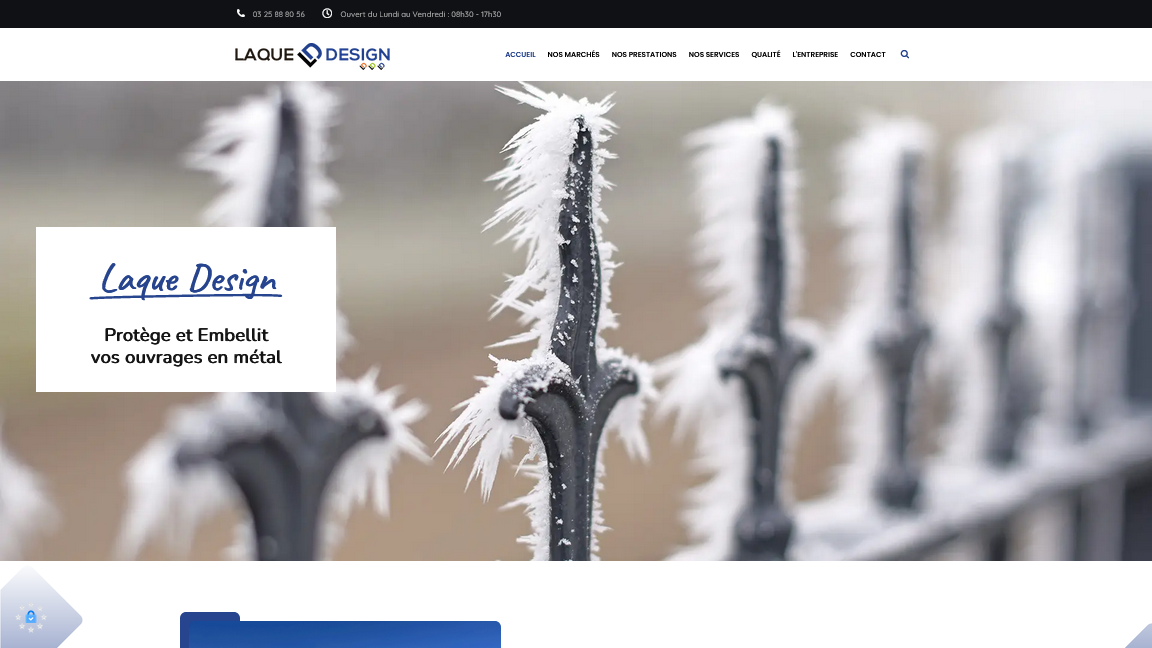 03 25 88 80 56
Ouvert du Lundi au Vendredi : 08h30 - 17h30
LAQUE DESIGN
ACCUEIL
NOS MARCHÉS
NOS PRESTATIONS
NOS SERVICES
QUALITÉ
L'ENTREPRISE
CONTACT
Laque Design
Protège et Embellit
vos ouvrages en métal